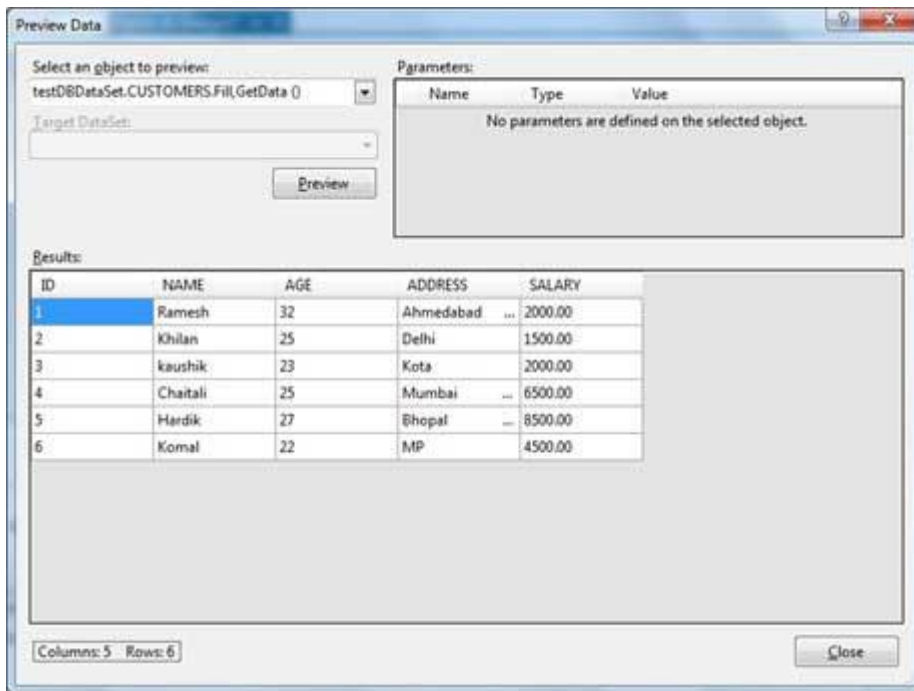 Preview Data
Select an object to preview:
testDBDataSet.CUSTOMERS.Fill,GetData ()
Target DataSet:
Preview
Parameters:
Name Type Value
No parameters are defined on the selected object.
Results:
ID NAME AGE ADDRESS SALARY
1 Ramesh 32 Ahmedabad ... 2000.00
2 Khilan 25 Delhi 1500.00
3 kaushik 23 Kota 2000.00
4 Chaitali 25 Mumbai ... 6500.00
5 Hardik 27 Bhopal ... 8500.00
6 Komal 22 MP 4500.00
Columns: 5 Rows: 6
Close